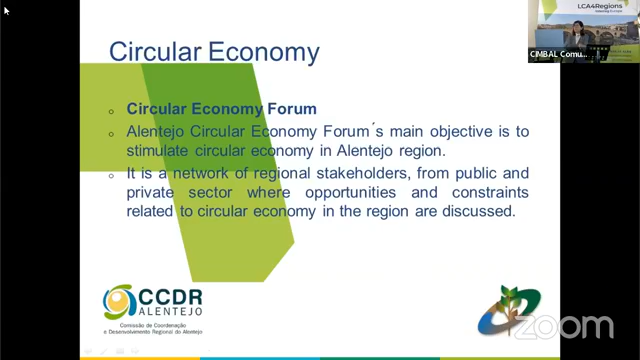 Circular Economy
LCA4Regions
CIMBAL Comu...
Circular Economy Forum
Alentejo Circular Economy Forum´s main objective is to
stimulate circular economy in Alentejo region.
It is a network of regional stakeholders, from public and
private sector where opportunities and constraints
related to circular economy in the region are discussed.
CCDR
ALENTEJO
Comissão de Coordenação
e Desenvolvimento Regional do Alentejo
zoom